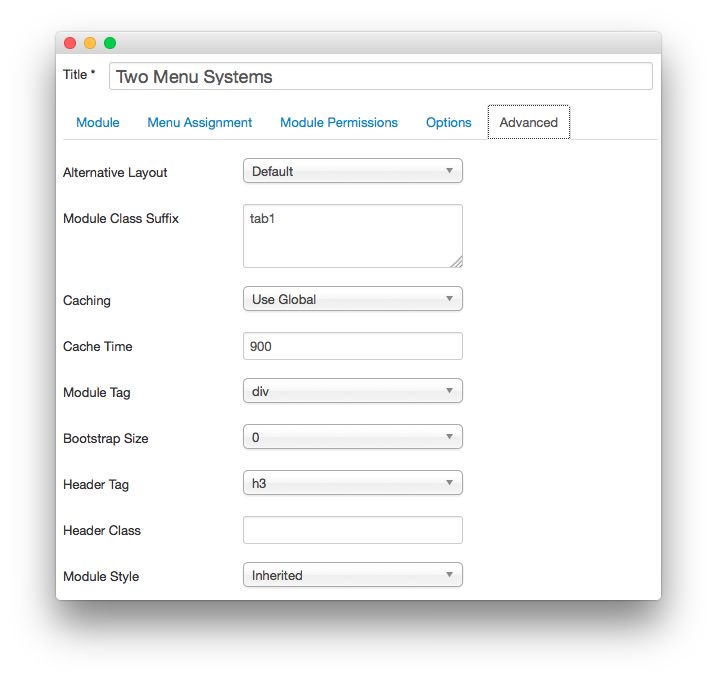 Title * Two Menu Systems
Module Menu Assignment Module Permissions Options Advanced
Alternative Layout Default
Module Class Suffix tab1
Caching Use Global
Cache Time 900
Module Tag div
Bootstrap Size 0
Header Tag h3
Header Class
Module Style Inherited